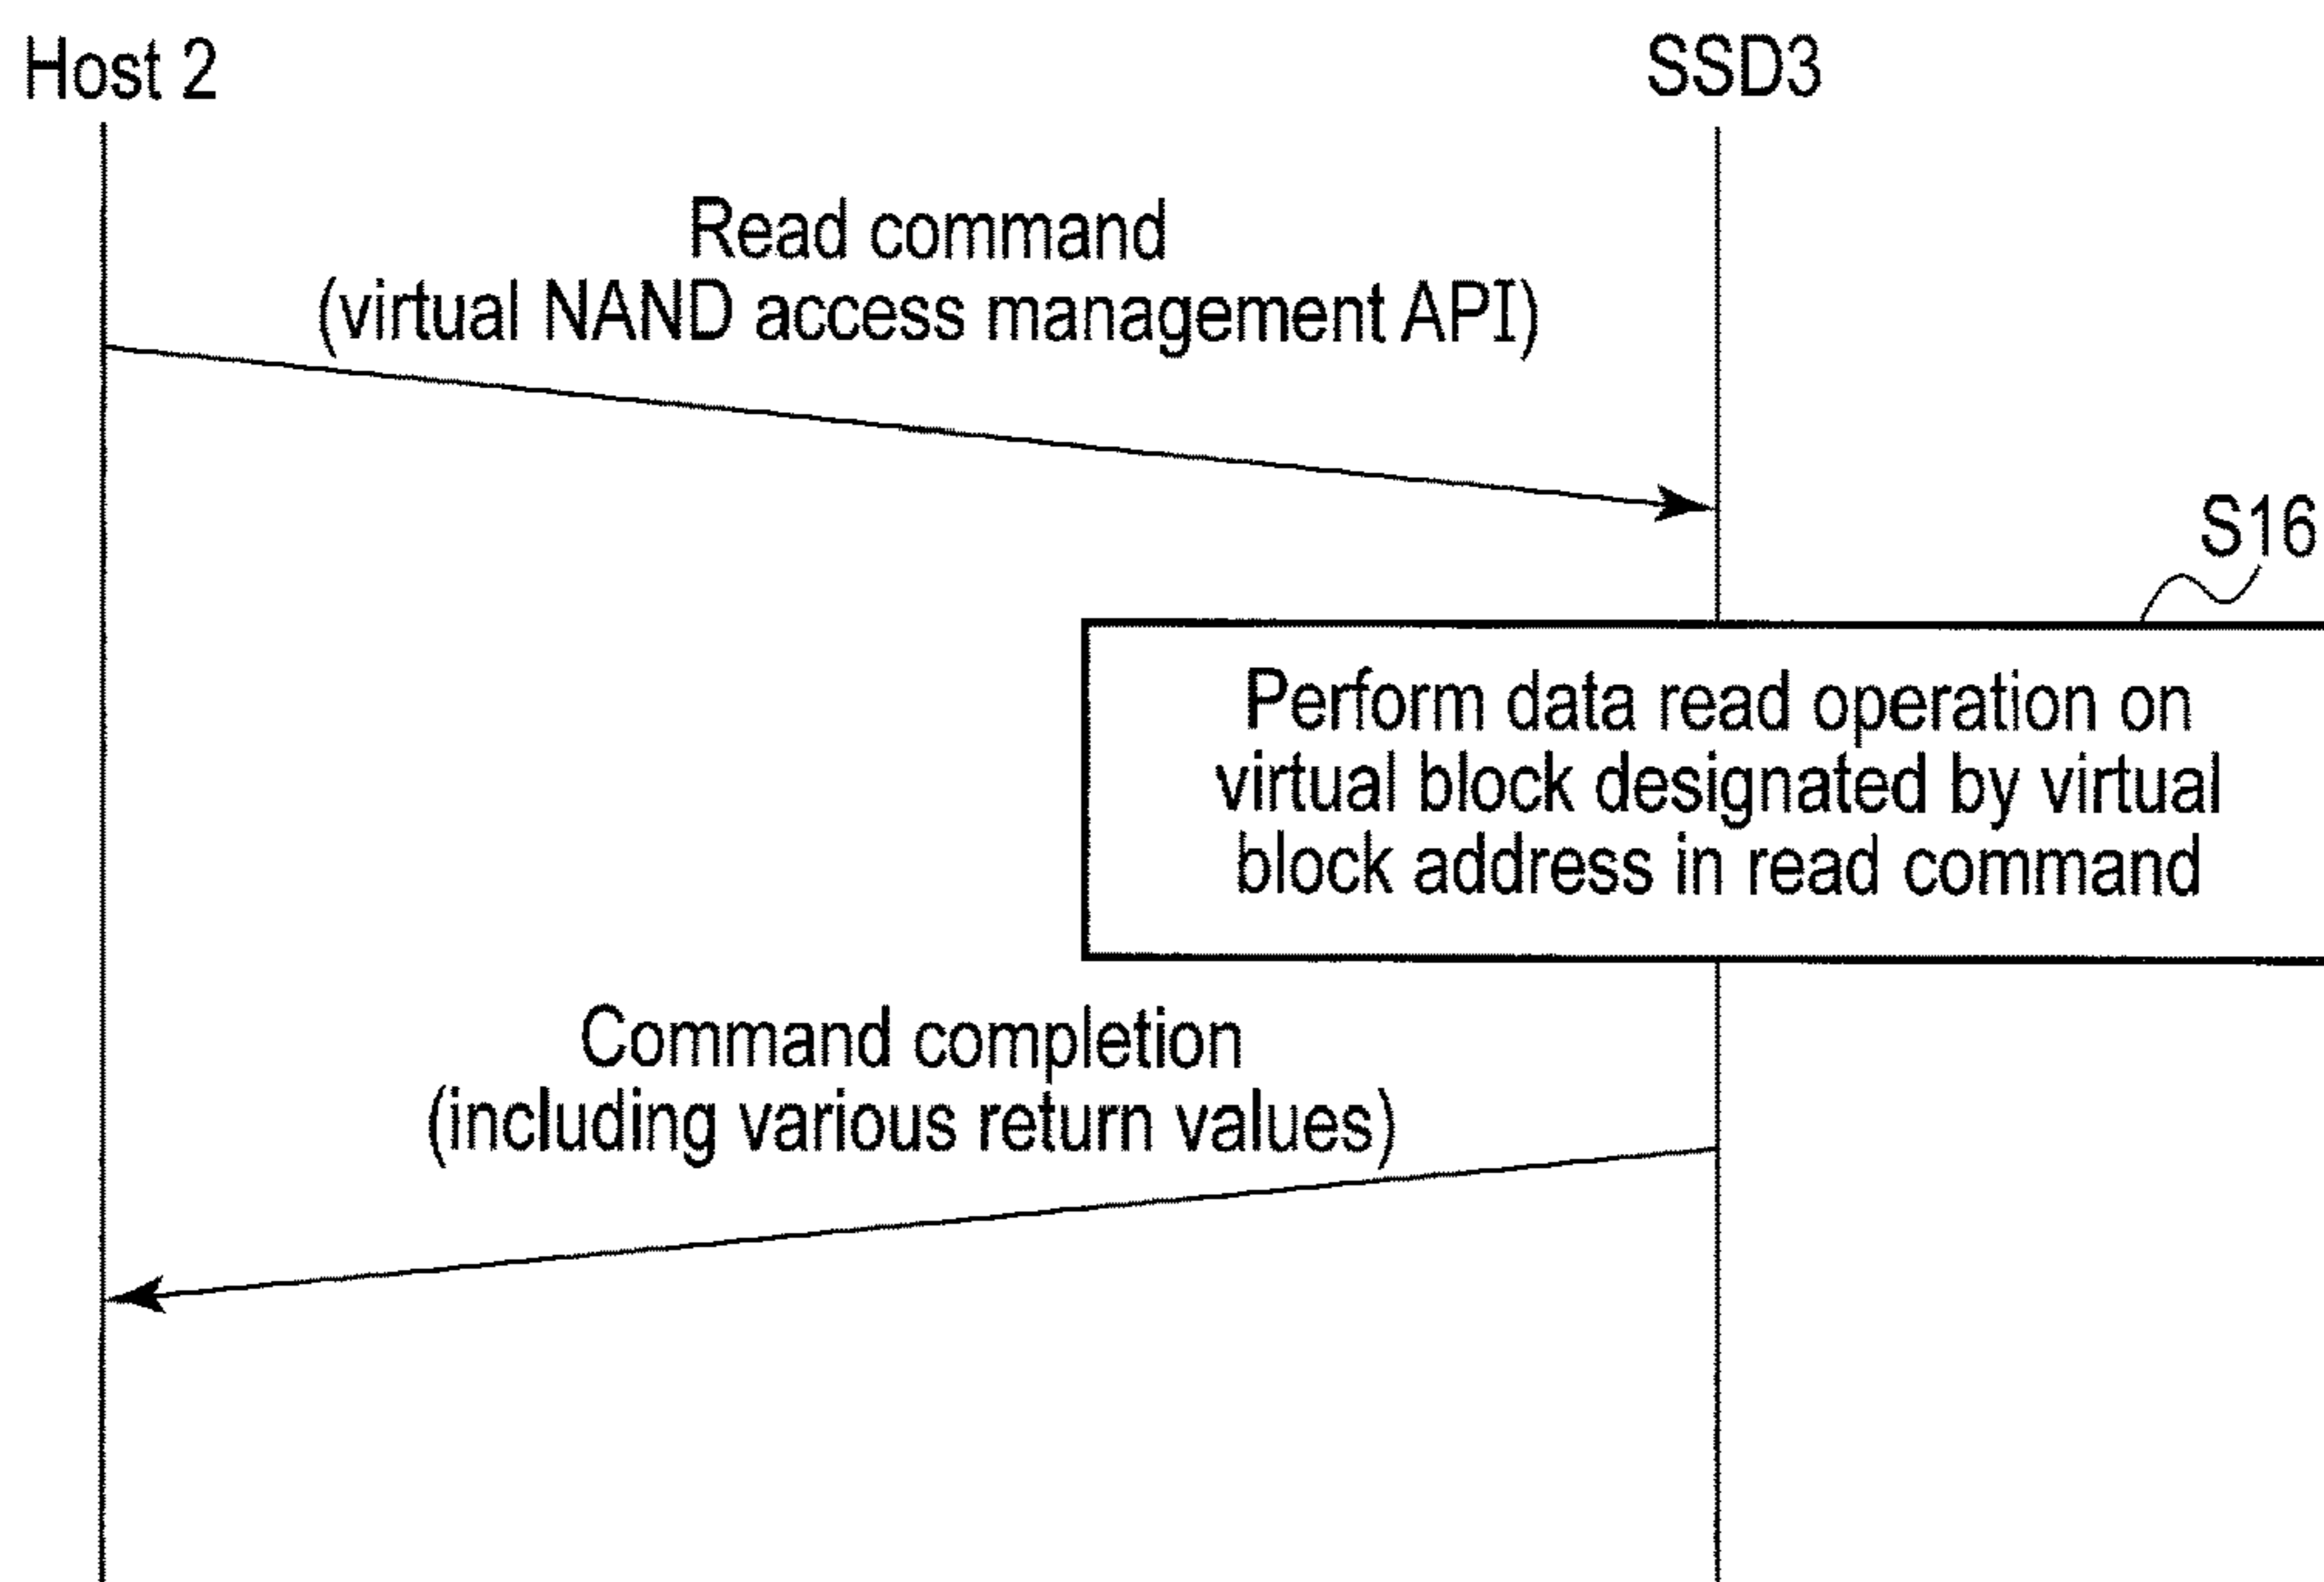 Host 2
SSD3
Read command
(virtual NAND access management API)
S16
Perform data read operation on
virtual block designated by virtual
block address in read command
Command completion
(including various return values)